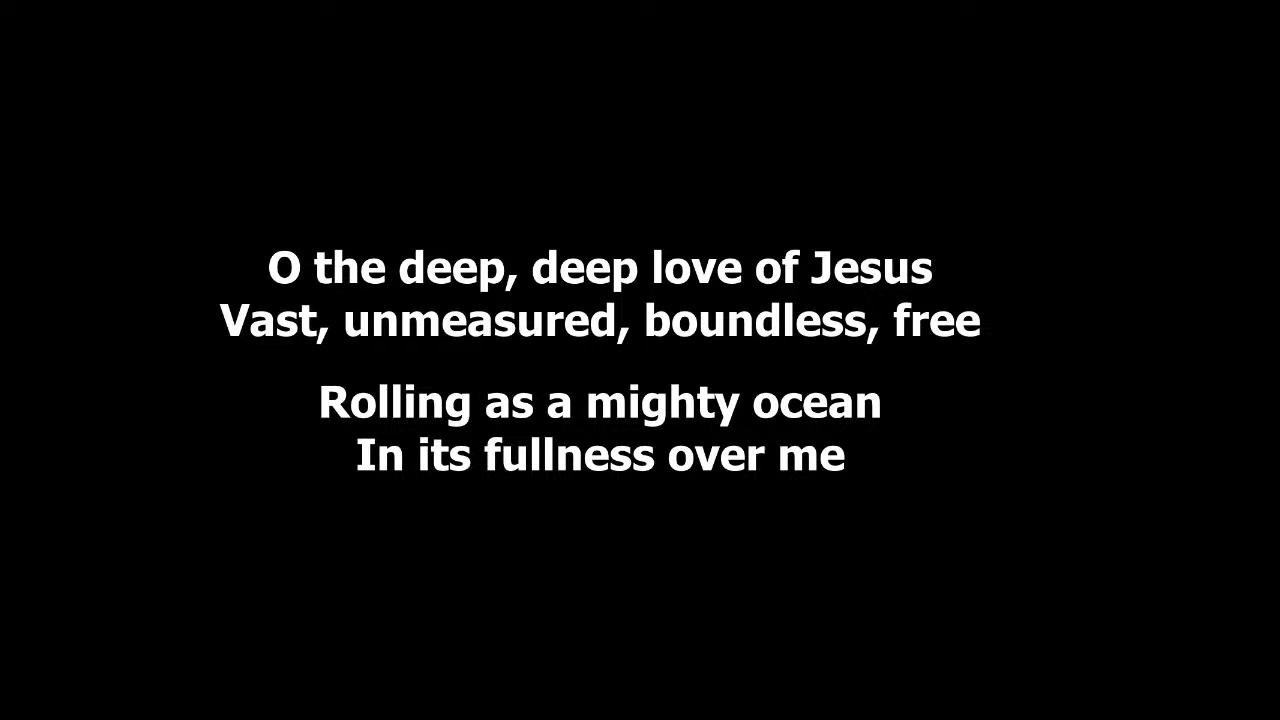 O the deep, deep love of Jesus
Vast, unmeasured, boundless, free
Rolling as a mighty ocean
In its fullness over me